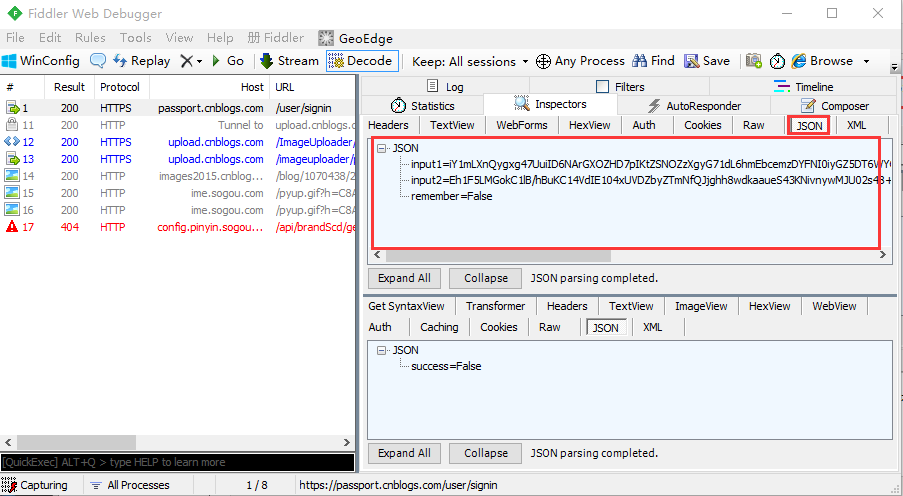 Fiddler Web Debugger
File Edit Rules Tools View Help Fiddler GeoEdge
WinConfig Replay Go Stream Decode Keep: All sessions Any Process Find Save Browse
# Result Protocol Host URL
1 200 HTTPS passport.cnblogs.com /user/signin
11 200 HTTP Tunnel to upload.cnblogs.c
12 200 HTTPS upload.cnblogs.com /ImageUploader/
13 200 HTTPS upload.cnblogs.com /imageuploader/p
14 200 HTTP images2015.cnblogs.com /blog/1070438/2
15 200 HTTP ime.sogou.com /pyup.gif?h=C8A
16 200 HTTP ime.sogou.com /pyup.gif?h=C8A
17 404 HTTP config.pinyin.sogou... /api/brandScd/ge
Log Filters Timeline
Statistics Inspectors AutoResponder Composer
Headers TextView WebForms HexView Auth Cookies Raw JSON XML
JSON
input1=iY1mLXnQygxg47UuiID6NArGXOZHD7pIKtZSNOZzXgyG71dL6hmEbcemzDYFNI0iyGZ5DT6WY
input2=Eh1F5LMGokC1lB/hBuKC14VdIE104xUVDZbyZTmNfQJjghh8wdkaaueS43KNivnywMJU02s4B+
remember=False
Expand All Collapse JSON parsing completed.
Get SyntaxView Transformer Headers TextView ImageView HexView WebView
Auth Caching Cookies Raw JSON XML
JSON
success=False
Expand All Collapse JSON parsing completed.
[QuickExec] ALT+Q > type HELP to learn more
Capturing All Processes 1 / 8 https://passport.cnblogs.com/user/signin